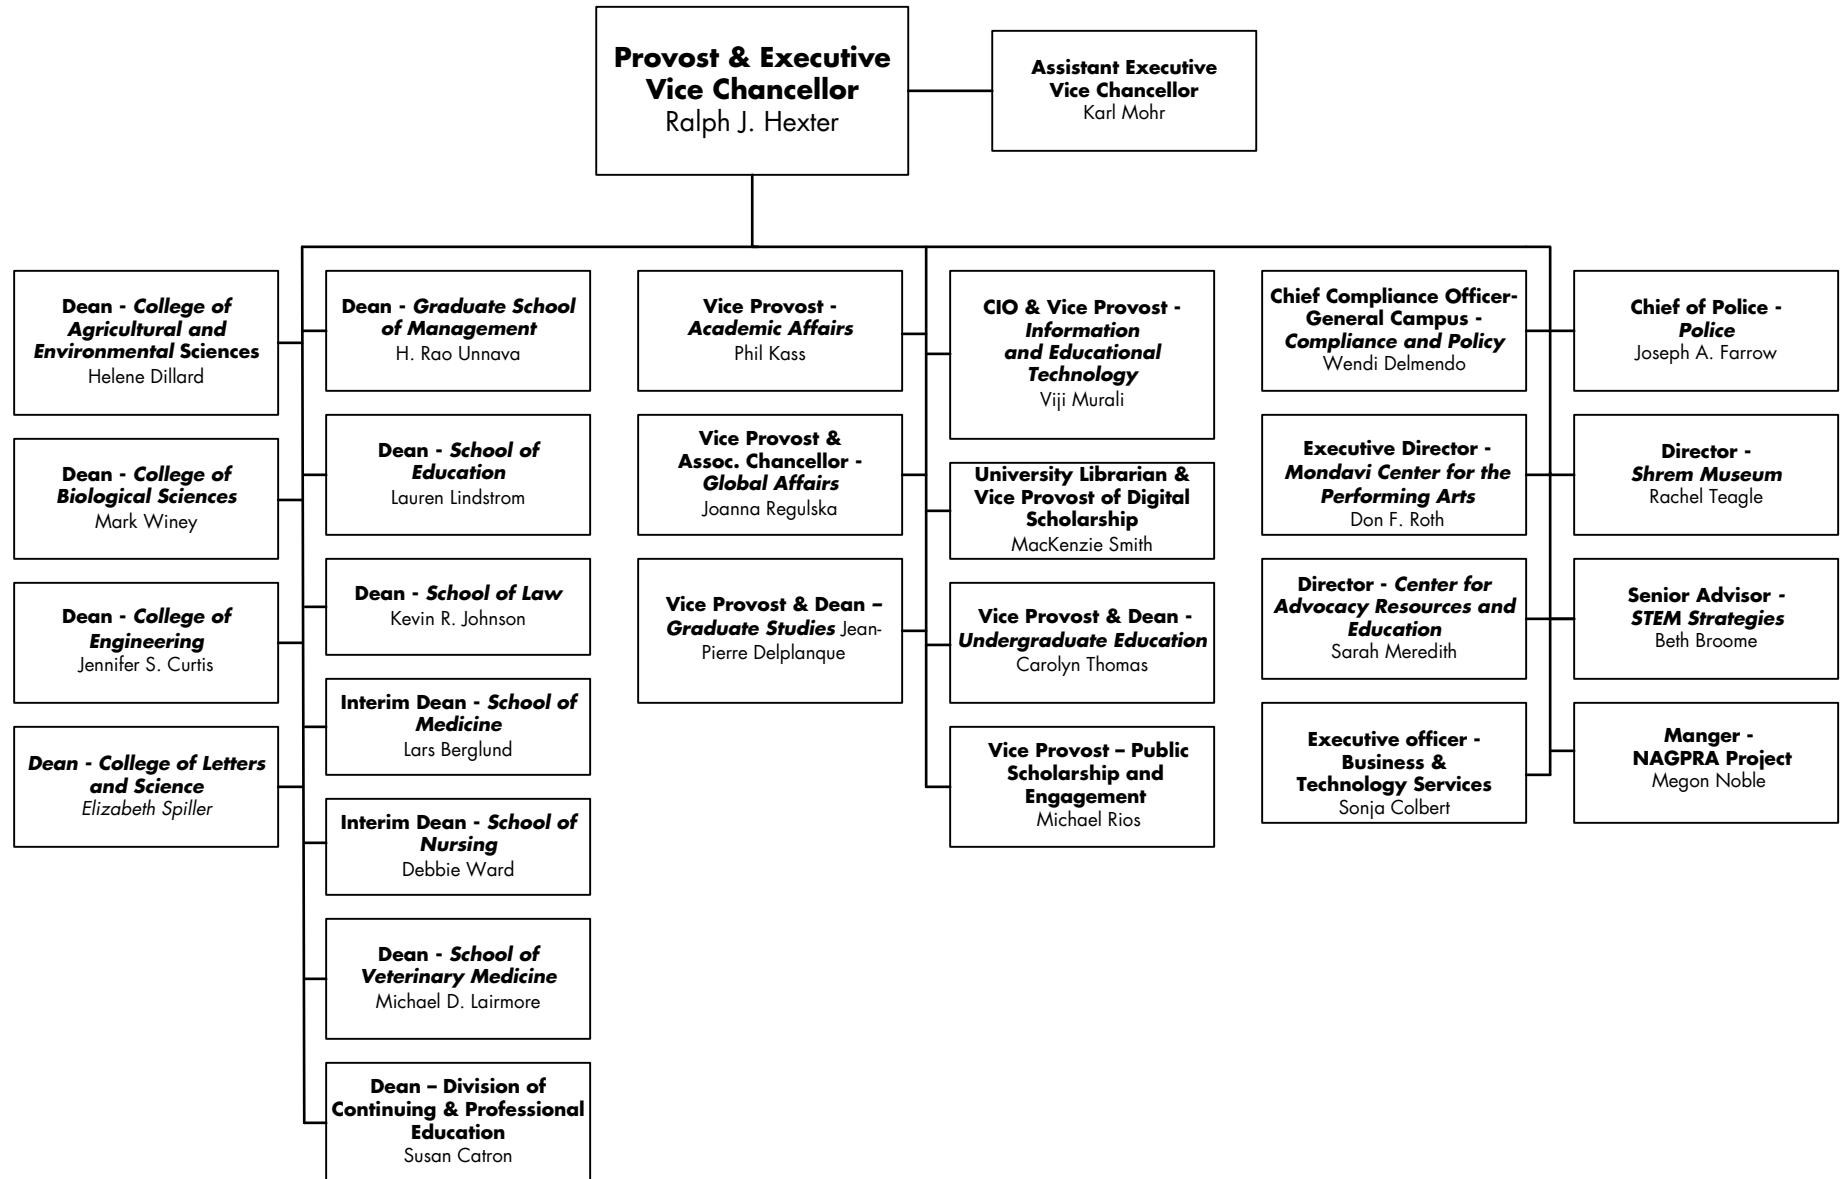 Provost & Executive
Vice Chancellor
Ralph J. Hexter
Assistant Executive
Vice Chancellor
Karl Mohr
Dean - College of
Agricultural and
Environmental Sciences
Helene Dillard
Dean - College of
Biological Sciences
Mark Winey
Dean - College of
Engineering
Jennifer S. Curtis
Dean - College of Letters
and Science
Elizabeth Spiller
Dean - Graduate School
of Management
H. Rao Unnava
Dean - School of
Education
Lauren Lindstrom
Dean - School of Law
Kevin R. Johnson
Interim Dean - School of
Medicine
Lars Berglund
Interim Dean - School of
Nursing
Debbie Ward
Dean - School of
Veterinary Medicine
Michael D. Lairmore
Dean – Division of
Continuing & Professional
Education
Susan Catron
Vice Provost -
Academic Affairs
Phil Kass
Vice Provost &
Assoc. Chancellor -
Global Affairs
Joanna Regulska
Vice Provost & Dean –
Graduate Studies Jean-
Pierre Delplanque
CIO & Vice Provost -
Information
and Educational
Technology
Viji Murali
University Librarian &
Vice Provost of Digital
Scholarship
MacKenzie Smith
Vice Provost & Dean -
Undergraduate Education
Carolyn Thomas
Vice Provost – Public
Scholarship and
Engagement
Michael Rios
Chief Compliance Officer-
General Campus -
Compliance and Policy
Wendi Delmendo
Executive Director -
Mondavi Center for the
Performing Arts
Don F. Roth
Director - Center for
Advocacy Resources and
Education
Sarah Meredith
Executive officer -
Business &
Technology Services
Sonja Colbert
Chief of Police -
Police
Joseph A. Farrow
Director -
Shrem Museum
Rachel Teagle
Senior Advisor -
STEM Strategies
Beth Broome
Manger -
NAGPRA Project
Megon Noble